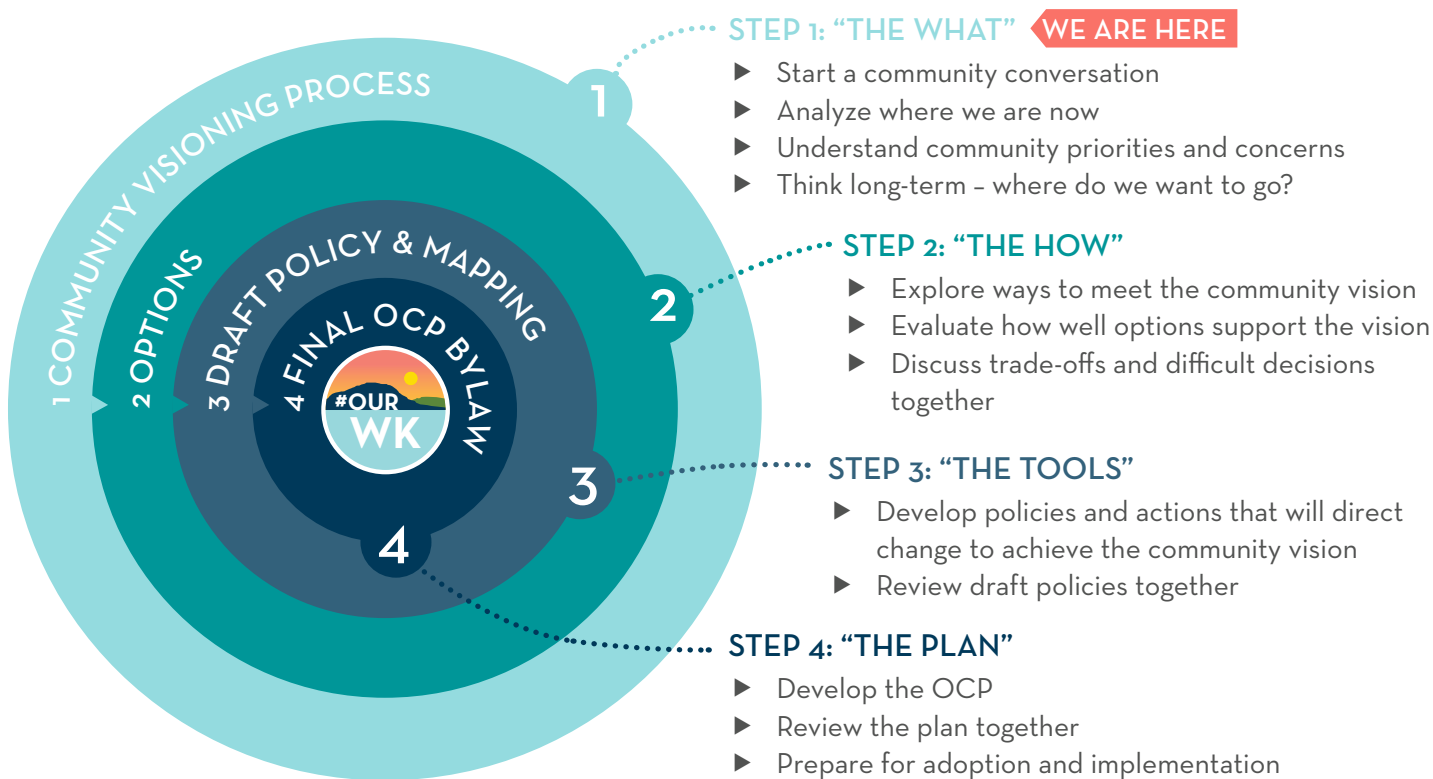 1 COMMUNITY VISIONING PROCESS
2 OPTIONS
3 DRAFT POLICY & MAPPING
4 FINAL OCP BYLAW
#OUR
WK
1
2
3
4
STEP 1: “THE WHAT” WE ARE HERE
▶ Start a community conversation
▶ Analyze where we are now
▶ Understand community priorities and concerns
▶ Think long-term – where do we want to go?
STEP 2: “THE HOW”
▶ Explore ways to meet the community vision
▶ Evaluate how well options support the vision
▶ Discuss trade-offs and difficult decisions
together
STEP 3: “THE TOOLS”
▶ Develop policies and actions that will direct
change to achieve the community vision
▶ Review draft policies together
STEP 4: “THE PLAN”
▶ Develop the OCP
▶ Review the plan together
▶ Prepare for adoption and implementation